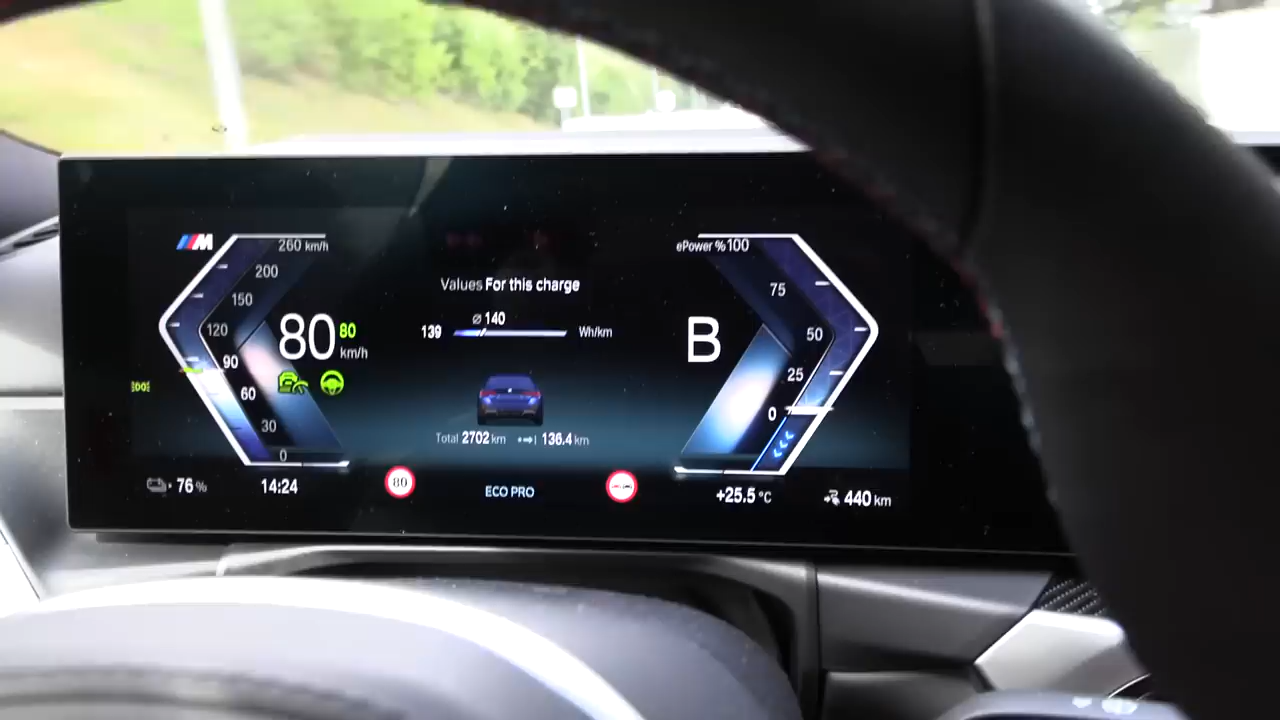 M
260 km/h
200
150
120
90
60
30
0
80 80
km/h
Values For this charge
⌀ 140
139 Wh/km
Total 2702 km 136.4 km
ePower % 100
75
50
25
0
B
76 %
14:24
80
ECO PRO
+25.5 °C
440 km